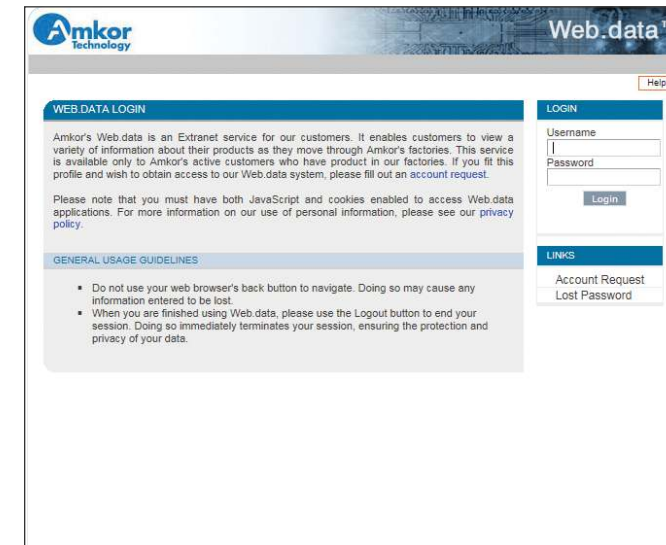 Amkor
Technology
Web.data
Help
WEB.DATA LOGIN
Amkor's Web.data is an Extranet service for our customers. It enables customers to view a
variety of information about their products as they move through Amkor's factories. This service
is available only to Amkor's active customers who have product in our factories. If you fit this
profile and wish to obtain access to our Web.data system, please fill out an account request.
Please note that you must have both JavaScript and cookies enabled to access Web.data
applications. For more information on our use of personal information, please see our privacy
policy.
GENERAL USAGE GUIDELINES
Do not use your web browser's back button to navigate. Doing so may cause any
information entered to be lost.
When you are finished using Web.data, please use the Logout button to end your
session. Doing so immediately terminates your session, ensuring the protection and
privacy of your data.
LOGIN
Username
Password
Login
LINKS
Account Request
Lost Password